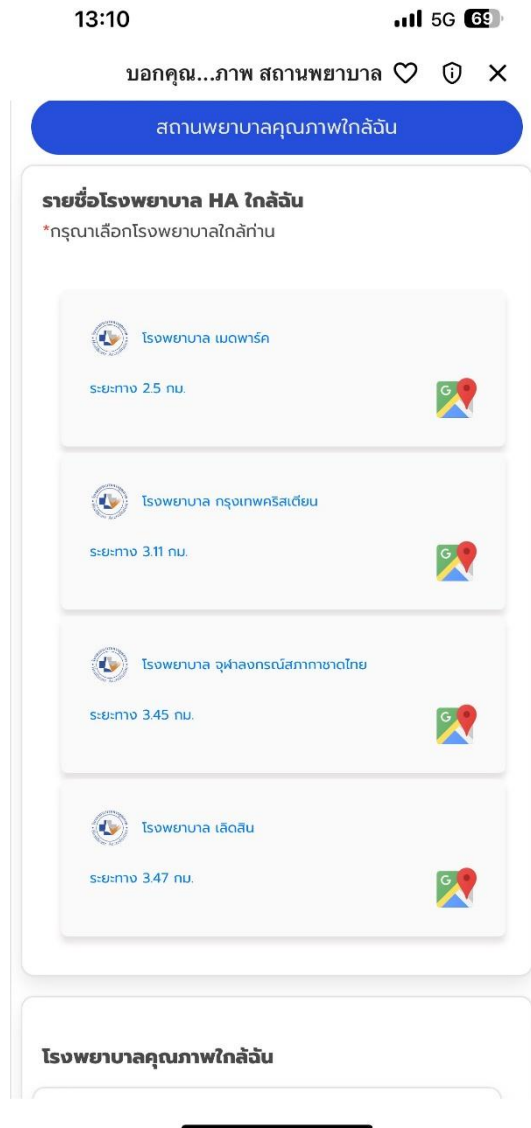 13:10
5G 69
บอกคุณ...ภาพ สถานพยาบาล
สถานพยาบาลคุณภาพใกล้ฉัน
รายชื่อโรงพยาบาล HA ใกล้ฉัน
*กรุณาเลือกโรงพยาบาลใกล้ท่าน
โรงพยาบาล เมดพาร์ค
ระยะทาง 2.5 กม.
G
โรงพยาบาล กรุงเทพคริสเตียน
ระยะทาง 3.11 กม.
G
โรงพยาบาล จุฬาลงกรณ์สภากาชาดไทย
ระยะทาง 3.45 กม.
G
โรงพยาบาล เลิดสิน
ระยะทาง 3.47 กม.
G
โรงพยาบาลคุณภาพใกล้ฉัน